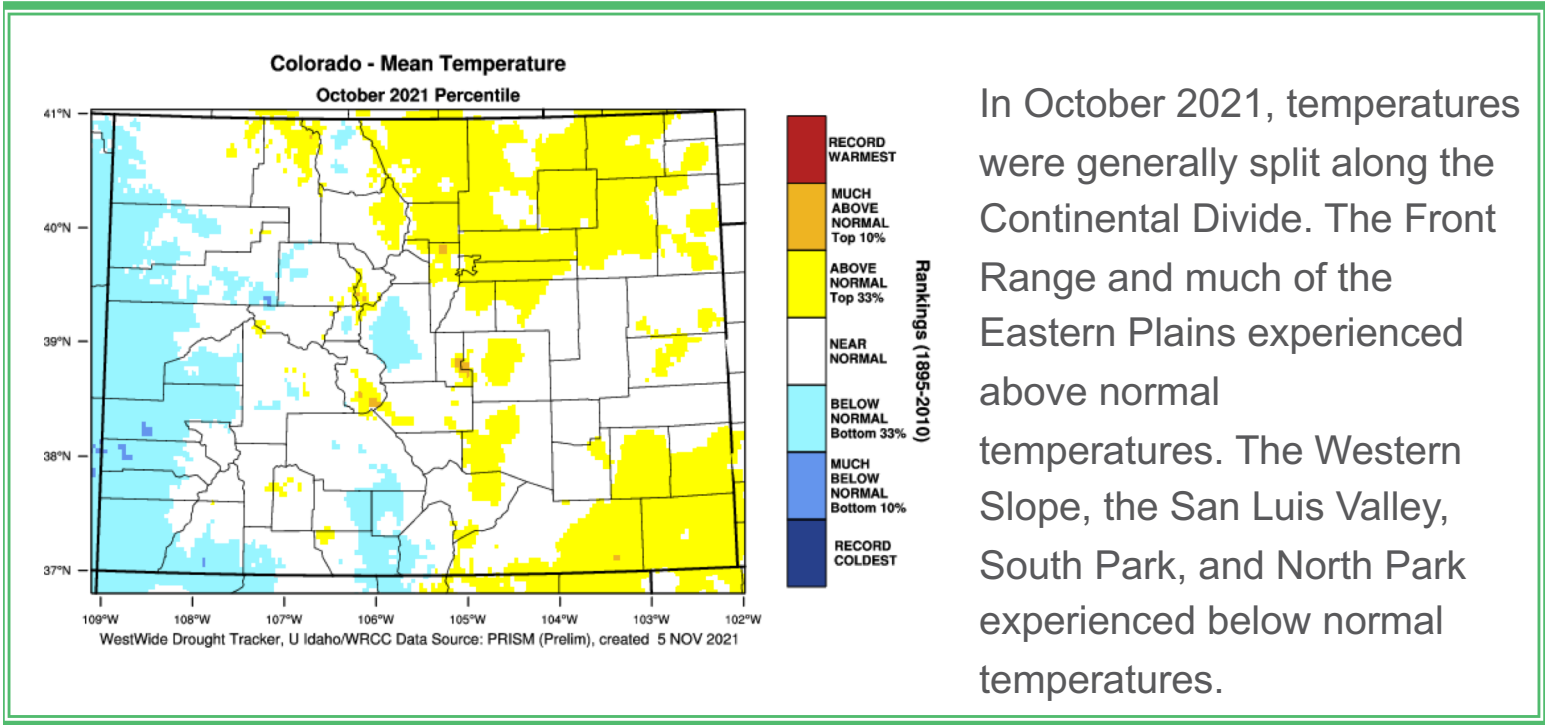 Colorado - Mean Temperature
October 2021 Percentile
41°N
40°N
39°N
38°N
37°N
109°W 108°W 107°W 106°W 105°W 104°W 103°W 102°W
WestWide Drought Tracker, U Idaho/WRCC Data Source: PRISM (Prelim), created 5 NOV 2021
RECORD
WARMEST
MUCH
ABOVE
NORMAL
Top 10%
ABOVE
NORMAL
Top 33%
NEAR
NORMAL
BELOW
NORMAL
Bottom 33%
MUCH
BELOW
NORMAL
Bottom 10%
RECORD
COLDEST
Rankings (1895-2010)
In October 2021, temperatures
were generally split along the
Continental Divide. The Front
Range and much of the
Eastern Plains experienced
above normal
temperatures. The Western
Slope, the San Luis Valley,
South Park, and North Park
experienced below normal
temperatures.